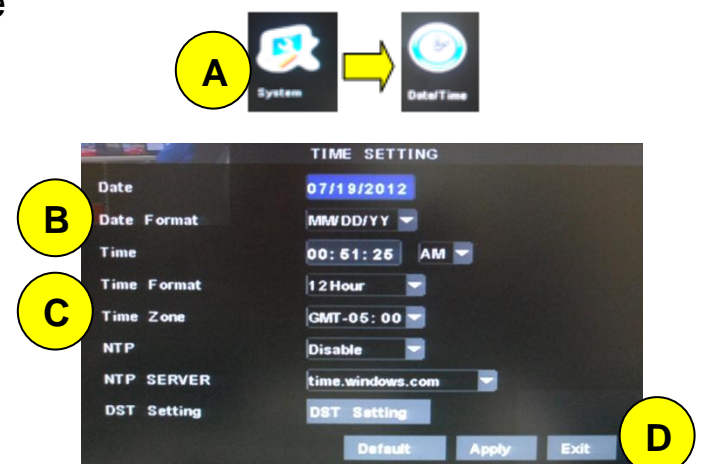 e
A
System
Date/Time
TIME SETTING
Date 07/19/2012
B
Date Format MM/DD/YY
Time 00:51:25 AM
Time Format 12Hour
C
Time Zone GMT-05:00
NTP Disable
NTP SERVER time.windows.com
DST Setting DST Setting
Default Apply Exit
D